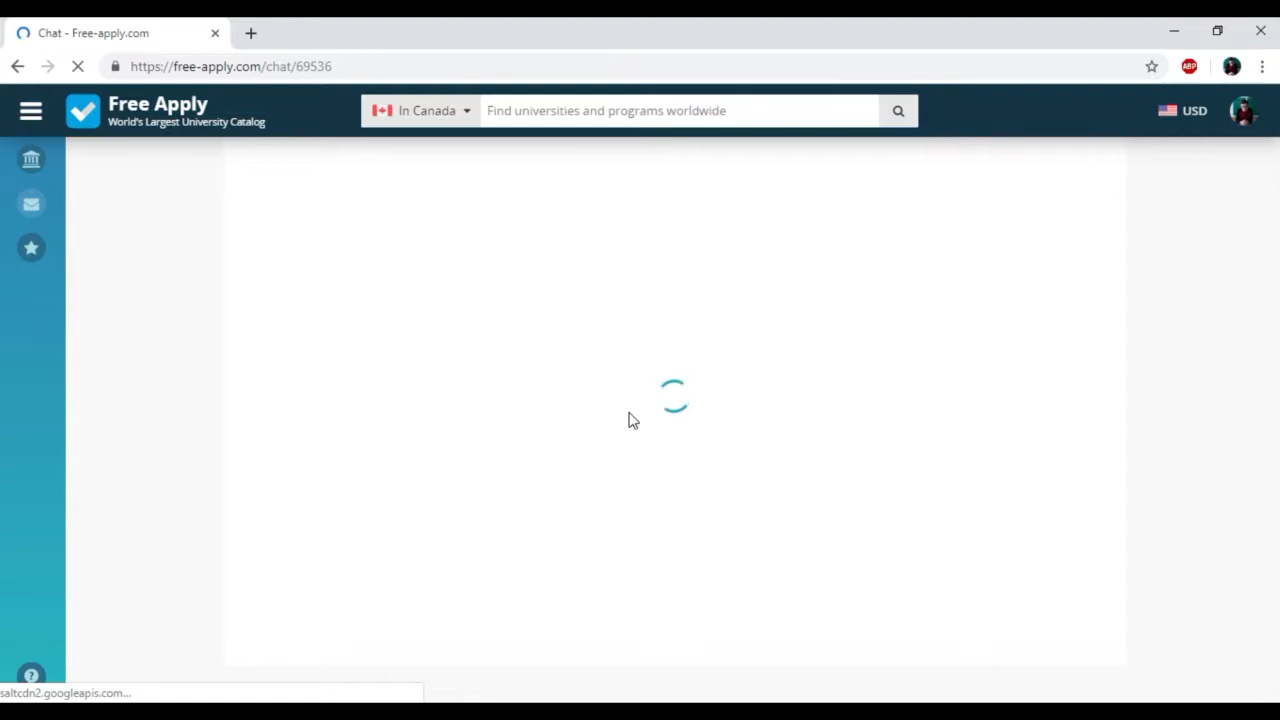 Chat - Free-apply.com
https://free-apply.com/chat/69536
ABP
Free Apply
World's Largest University Catalog
In Canada
Find universities and programs worldwide
USD
?
saltcdn2.googleapis.com...